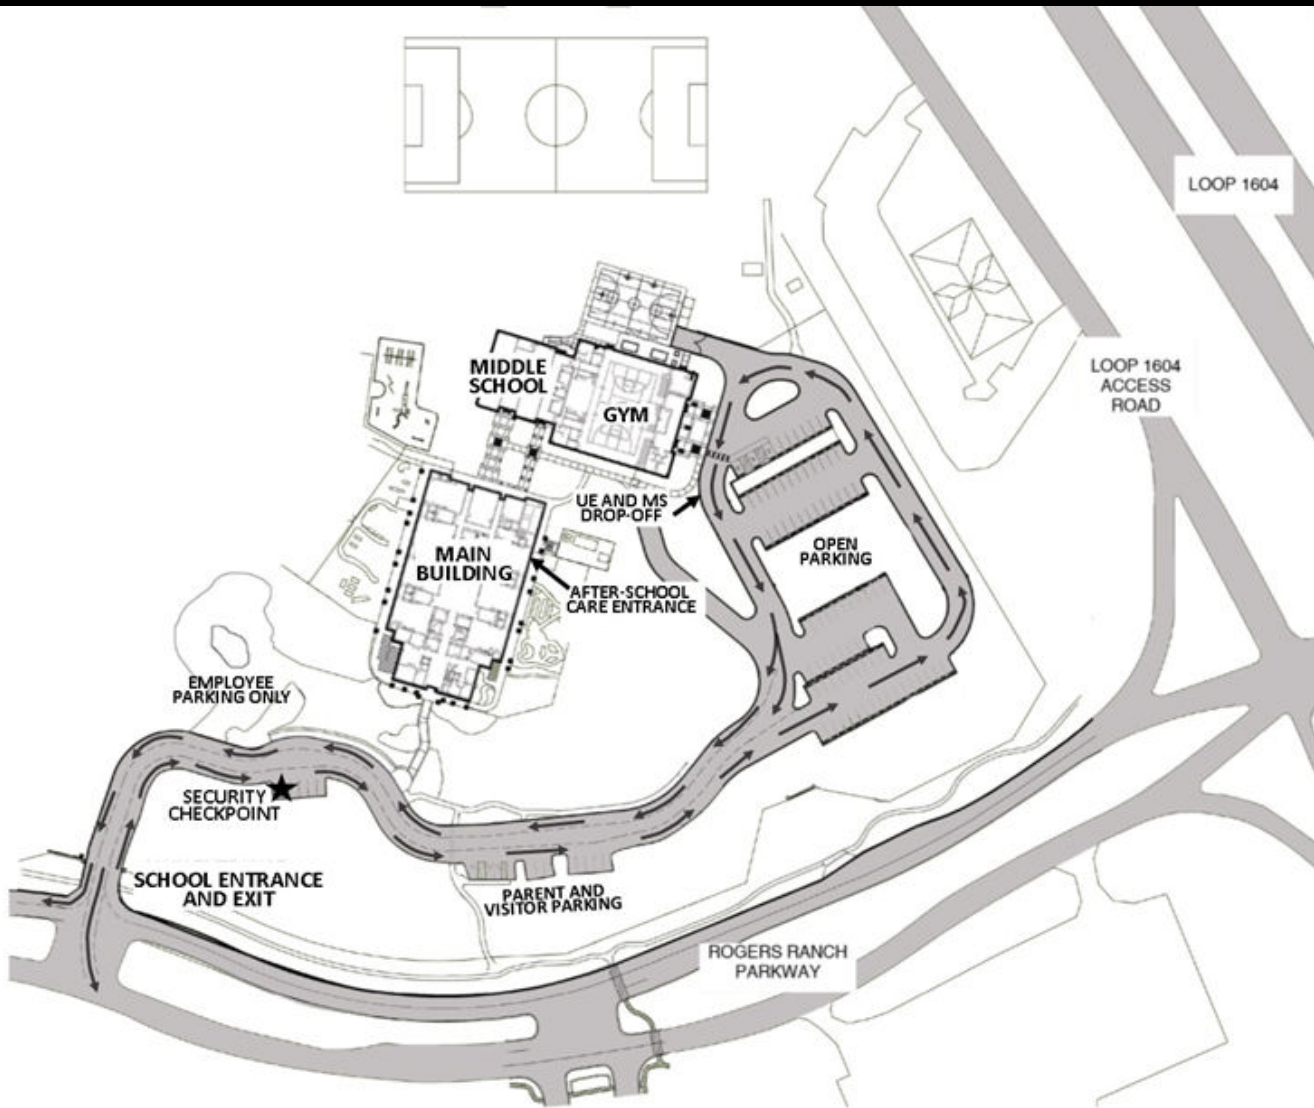 LOOP 1604
LOOP 1604
ACCESS
ROAD
MIDDLE
SCHOOL
GYM
UE AND MS
DROP-OFF
OPEN
PARKING
MAIN
BUILDING
AFTER-SCHOOL
CARE ENTRANCE
EMPLOYEE
PARKING ONLY
SECURITY
CHECKPOINT
SCHOOL ENTRANCE
AND EXIT
PARENT AND
VISITOR PARKING
ROGERS RANCH
PARKWAY